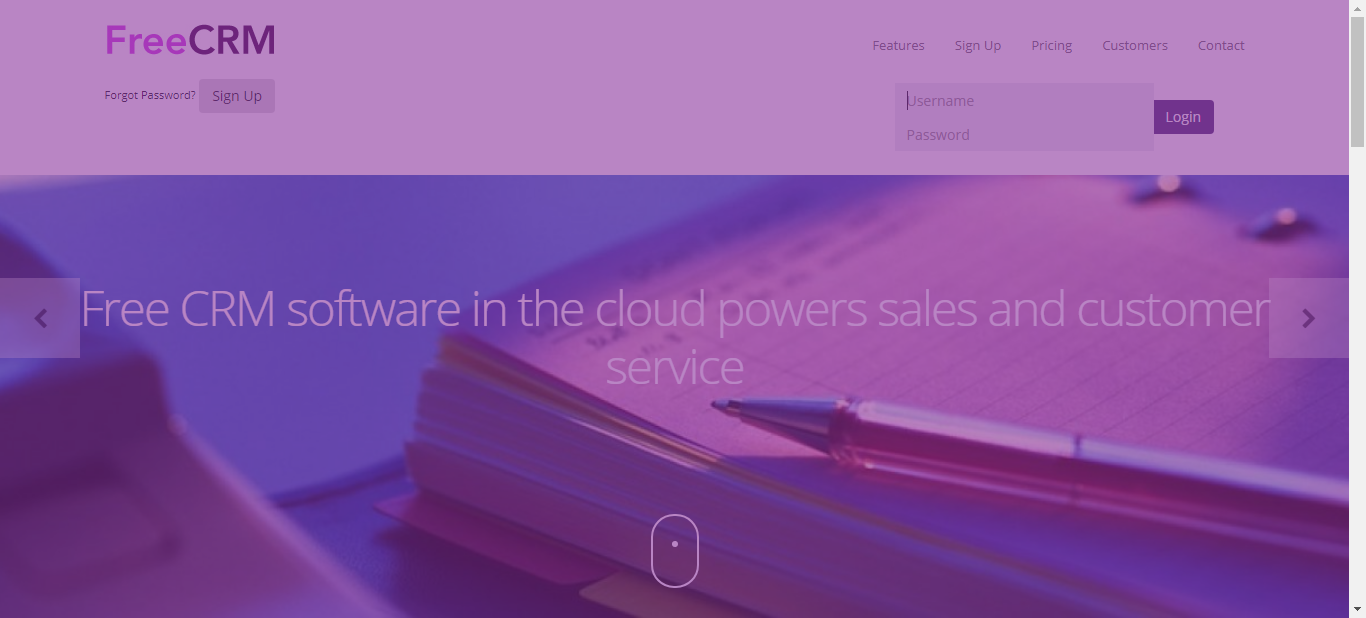 FreeCRM
Features
Sign Up
Pricing
Customers
Contact
Forgot Password?
Sign Up
Username
Password
Login
Free CRM software in the cloud powers sales and customer
service